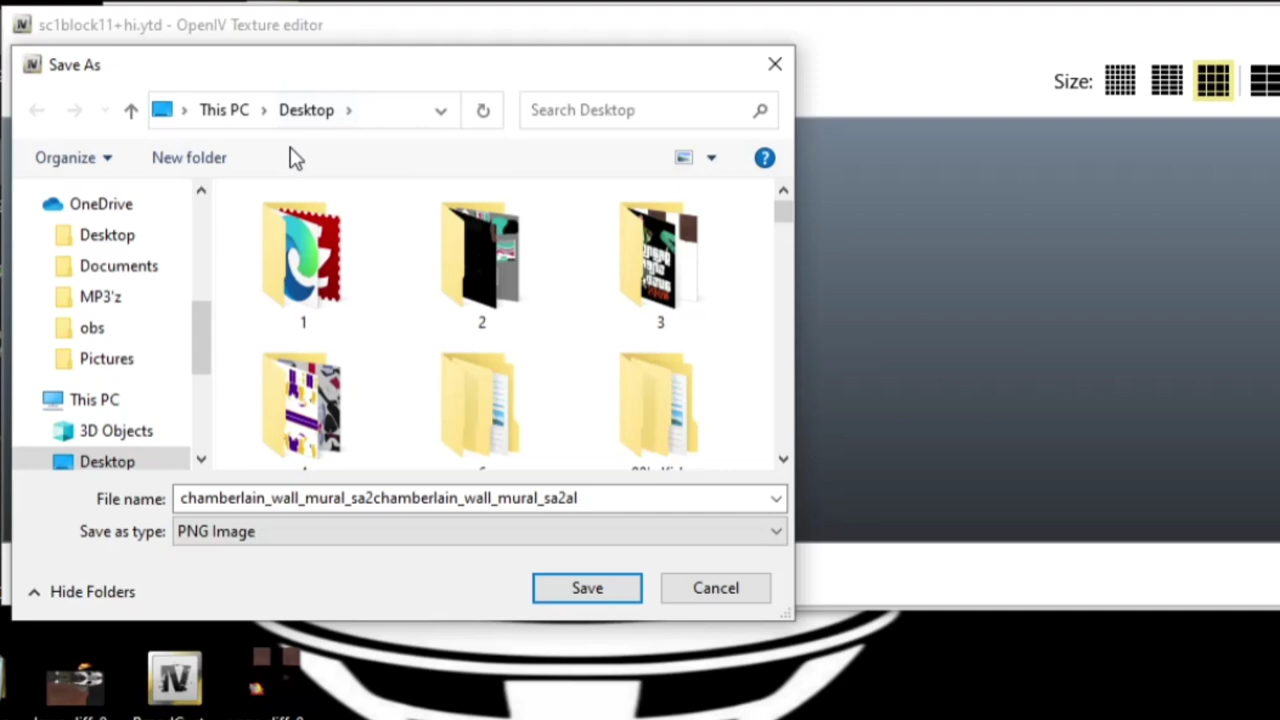 sc1block11+hi.ytd - OpenIV Texture editor
Save As
Size:
This PC
Desktop
Search Desktop
Organize
New folder
OneDrive
Desktop
Documents
MP3'z
obs
Pictures
This PC
3D Objects
Desktop
1
2
3
File name: chamberlain_wall_mural_sa2chamberlain_wall_mural_sa2al
Save as type: PNG Image
Hide Folders
Save
Cancel
IV